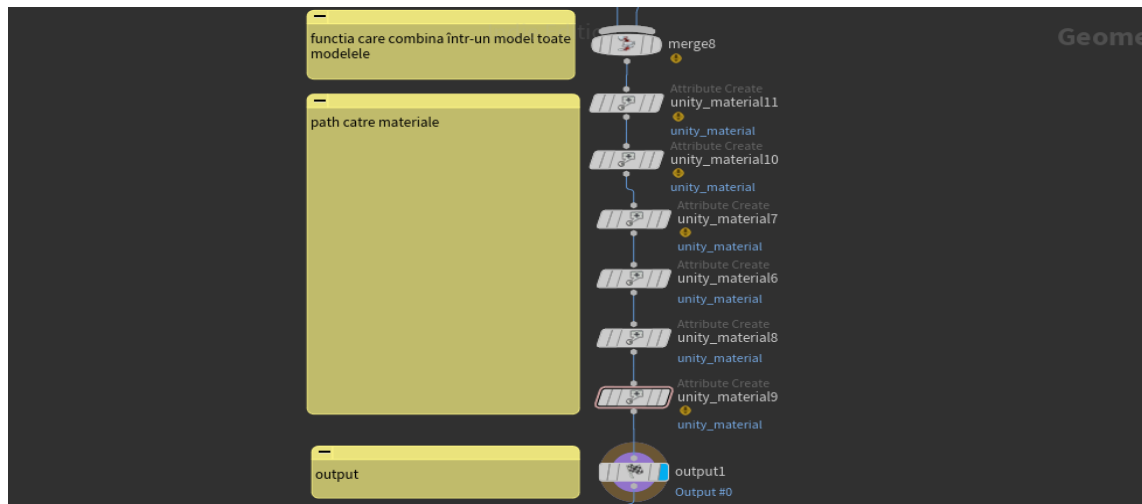 functia care combina într-un model toate
modelele
merge8
Geome
path catre materiale
Attribute Create
unity_material11
unity_material
Attribute Create
unity_material10
unity_material
Attribute Create
unity_material7
unity_material
Attribute Create
unity_material6
unity_material
Attribute Create
unity_material8
unity_material
Attribute Create
unity_material9
unity_material
output
output1
Output #0